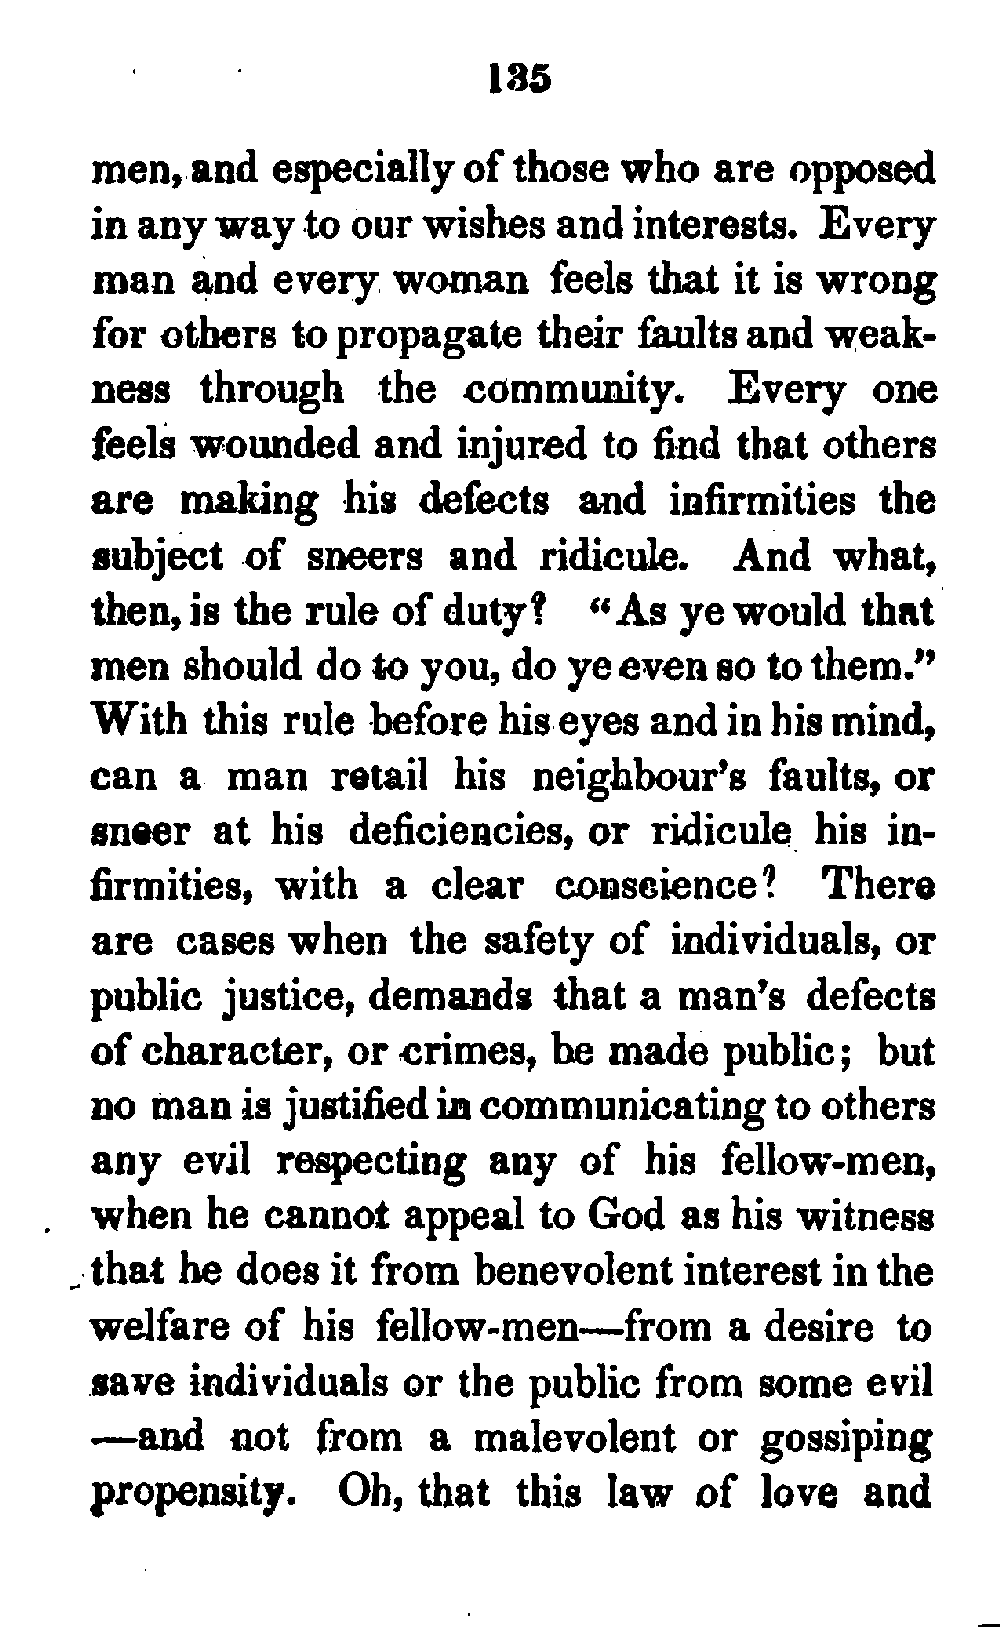 135
men, and especially of those who are opposed
in any way to our wishes and interests. Every
man and every woman feels that it is wrong
for others to propagate their faults and weak-
ness through the community. Every one
feels wounded and injured to find that others
are making his defects and infirmities the
subject of sneers and ridicule. And what,
then, is the rule of duty? “As ye would that
men should do to you, do ye even so to them.”
With this rule before his eyes and in his mind,
can a man retail his neighbour’s faults, or
sneer at his deficiencies, or ridicule his in-
firmities, with a clear conscience? There
are cases when the safety of individuals, or
public justice, demands that a man’s defects
of character, or crimes, be made public; but
no man is justified in communicating to others
any evil respecting any of his fellow-men,
when he cannot appeal to God as his witness
that he does it from benevolent interest in the
welfare of his fellow-men—from a desire to
save individuals or the public from some evil
—and not from a malevolent or gossiping
propensity. Oh, that this law of love and